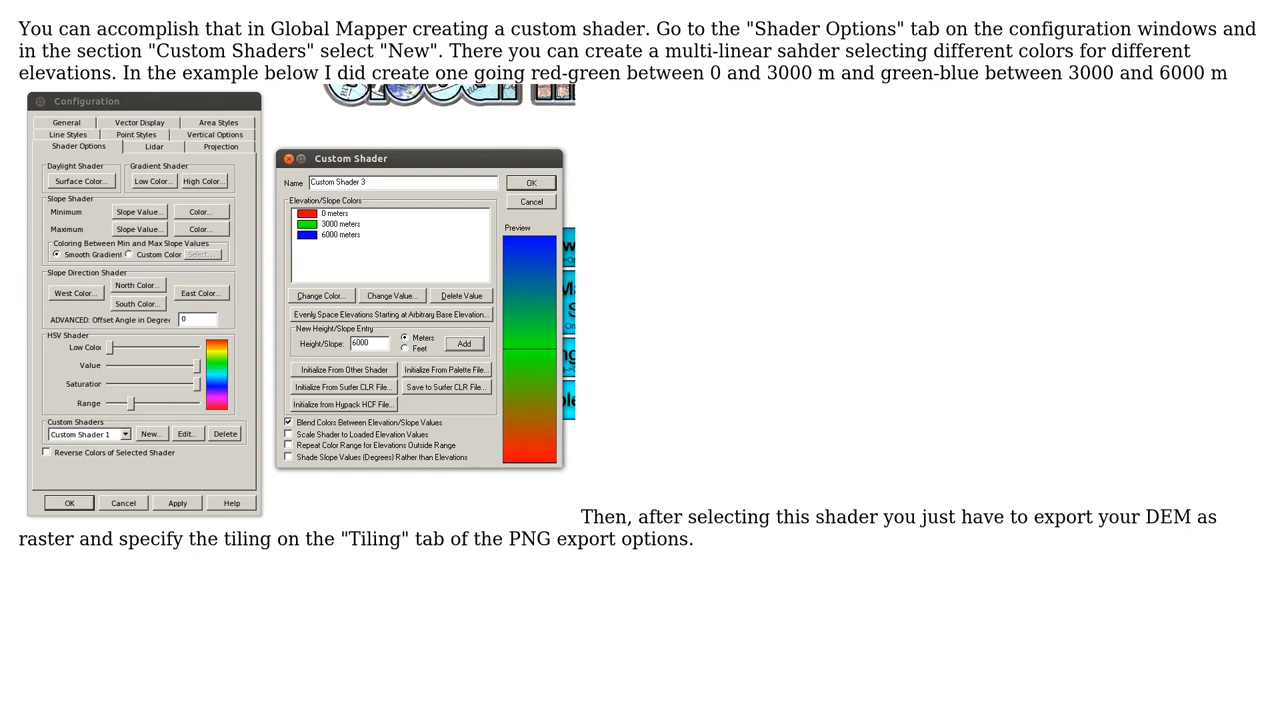 You can accomplish that in Global Mapper creating a custom shader. Go to the "Shader Options" tab on the configuration windows and
in the section "Custom Shaders" select "New". There you can create a multi-linear sahder selecting different colors for different
elevations. In the example below I did create one going red-green between 0 and 3000 m and green-blue between 3000 and 6000 m
Configuration
General Vector Display Area Styles
Line Styles Point Styles Vertical Options
Shader Options Lidar Projection
Daylight Shader Gradient Shader
Surface Color... Low Color... High Color...
Slope Shader
Minimum Slope Value... Color...
Maximum Slope Value... Color...
Coloring Between Min and Max Slope Values
Smooth Gradient Custom Color Select...
Slope Direction Shader
North Color...
West Color... East Color...
South Color...
ADVANCED: Offset Angle in Degree 0
HSV Shader
Low Colo
Value
Saturation
Range
Custom Shaders
Custom Shader 1 New... Edit... Delete
Reverse Colors of Selected Shader
OK Cancel Apply Help
Custom Shader
Name Custom Shader 3 OK
Cancel
Elevation/Slope Colors
0 meters
3000 meters
6000 meters
Preview
Change Color... Change Value... Delete Value
Evenly Space Elevations Starting at Arbitrary Base Elevation...
New Height/Slope Entry
Height/Slope: 6000 Meters Feet Add
Initialize From Other Shader Initialize From Palette File...
Initialize From Surfer CLR File... Save to Surfer CLR File...
Initialize from Hypack HCF File...
Blend Colors Between Elevation/Slope Values
Scale Shader to Loaded Elevation Values
Repeat Color Range for Elevations Outside Range
Shade Slope Values (Degrees) Rather than Elevations
Then, after selecting this shader you just have to export your DEM as
raster and specify the tiling on the "Tiling" tab of the PNG export options.